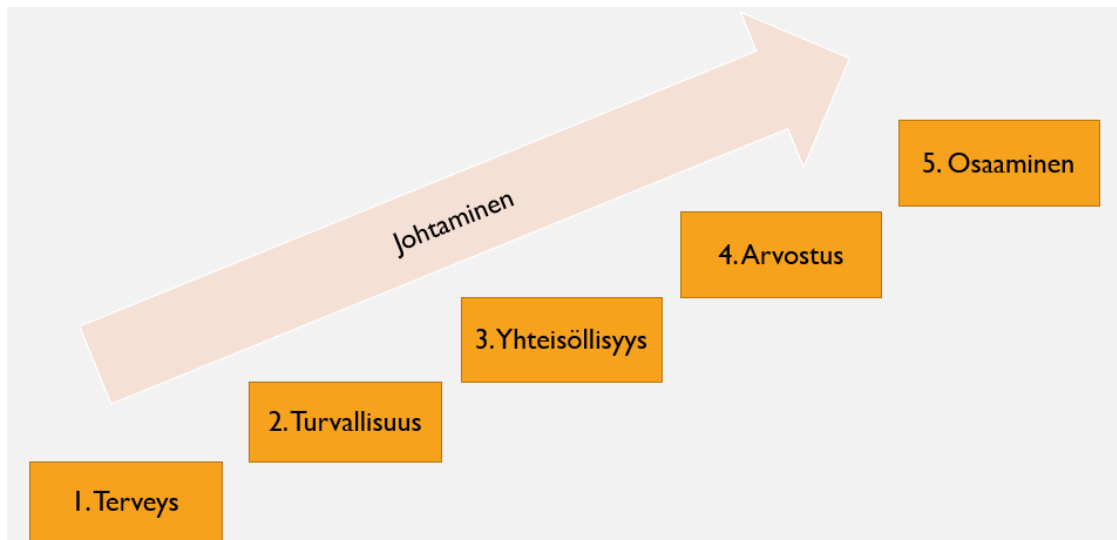 Johtaminen
5. Osaaminen
4. Arvostus
3. Yhteisöllisyys
2. Turvallisuus
1. Terveys